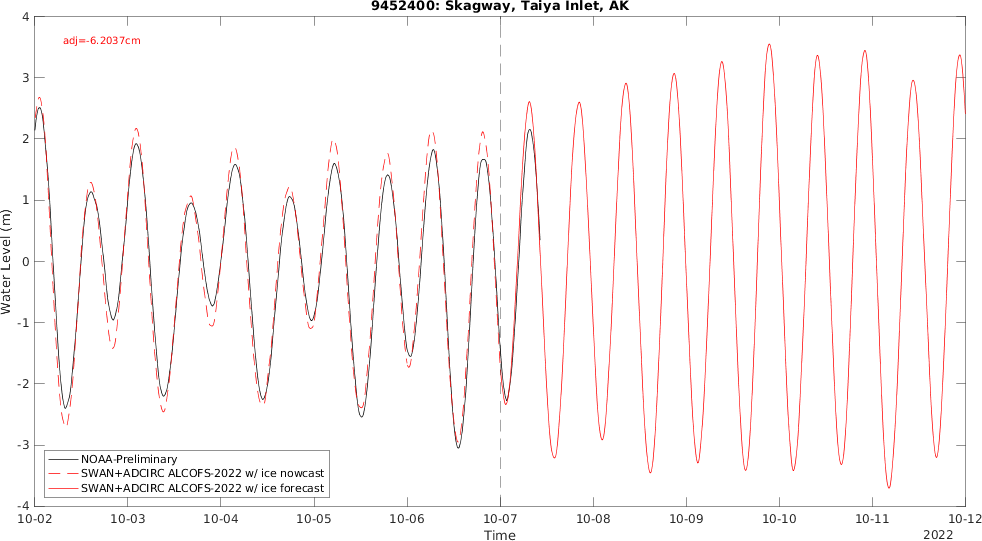 9452400: Skagway, Taiya Inlet, AK
adj=-6.2037cm
4
3
2
1
0
-1
-2
-3
-4
Water Level (m)
NOAA-Preliminary
SWAN+ADCIRC ALCOFS-2022 w/ ice nowcast
SWAN+ADCIRC ALCOFS-2022 w/ ice forecast
10-02 10-03 10-04 10-05 10-06 10-07 10-08 10-09 10-10 10-11 10-12
Time
2022